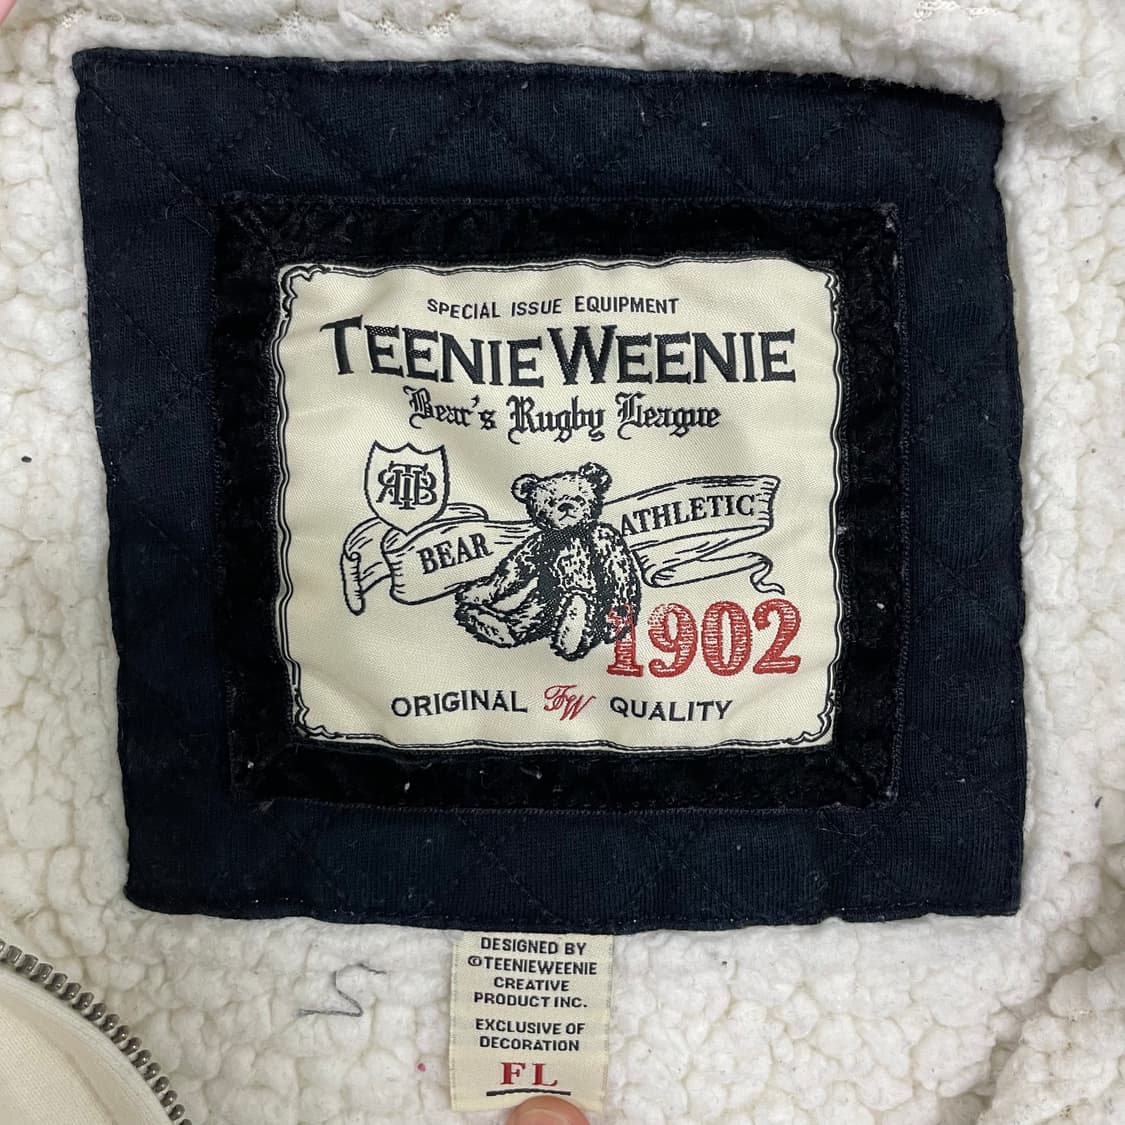 SPECIAL ISSUE EQUIPMENT
TEENIE WEENIE
Bear's Rugby League
BEAR
ATHLETIC
1902
ORIGINAL TW QUALITY
DESIGNED BY
©TEENIEWEENIE
CREATIVE
PRODUCT INC.
EXCLUSIVE OF
DECORATION
FL